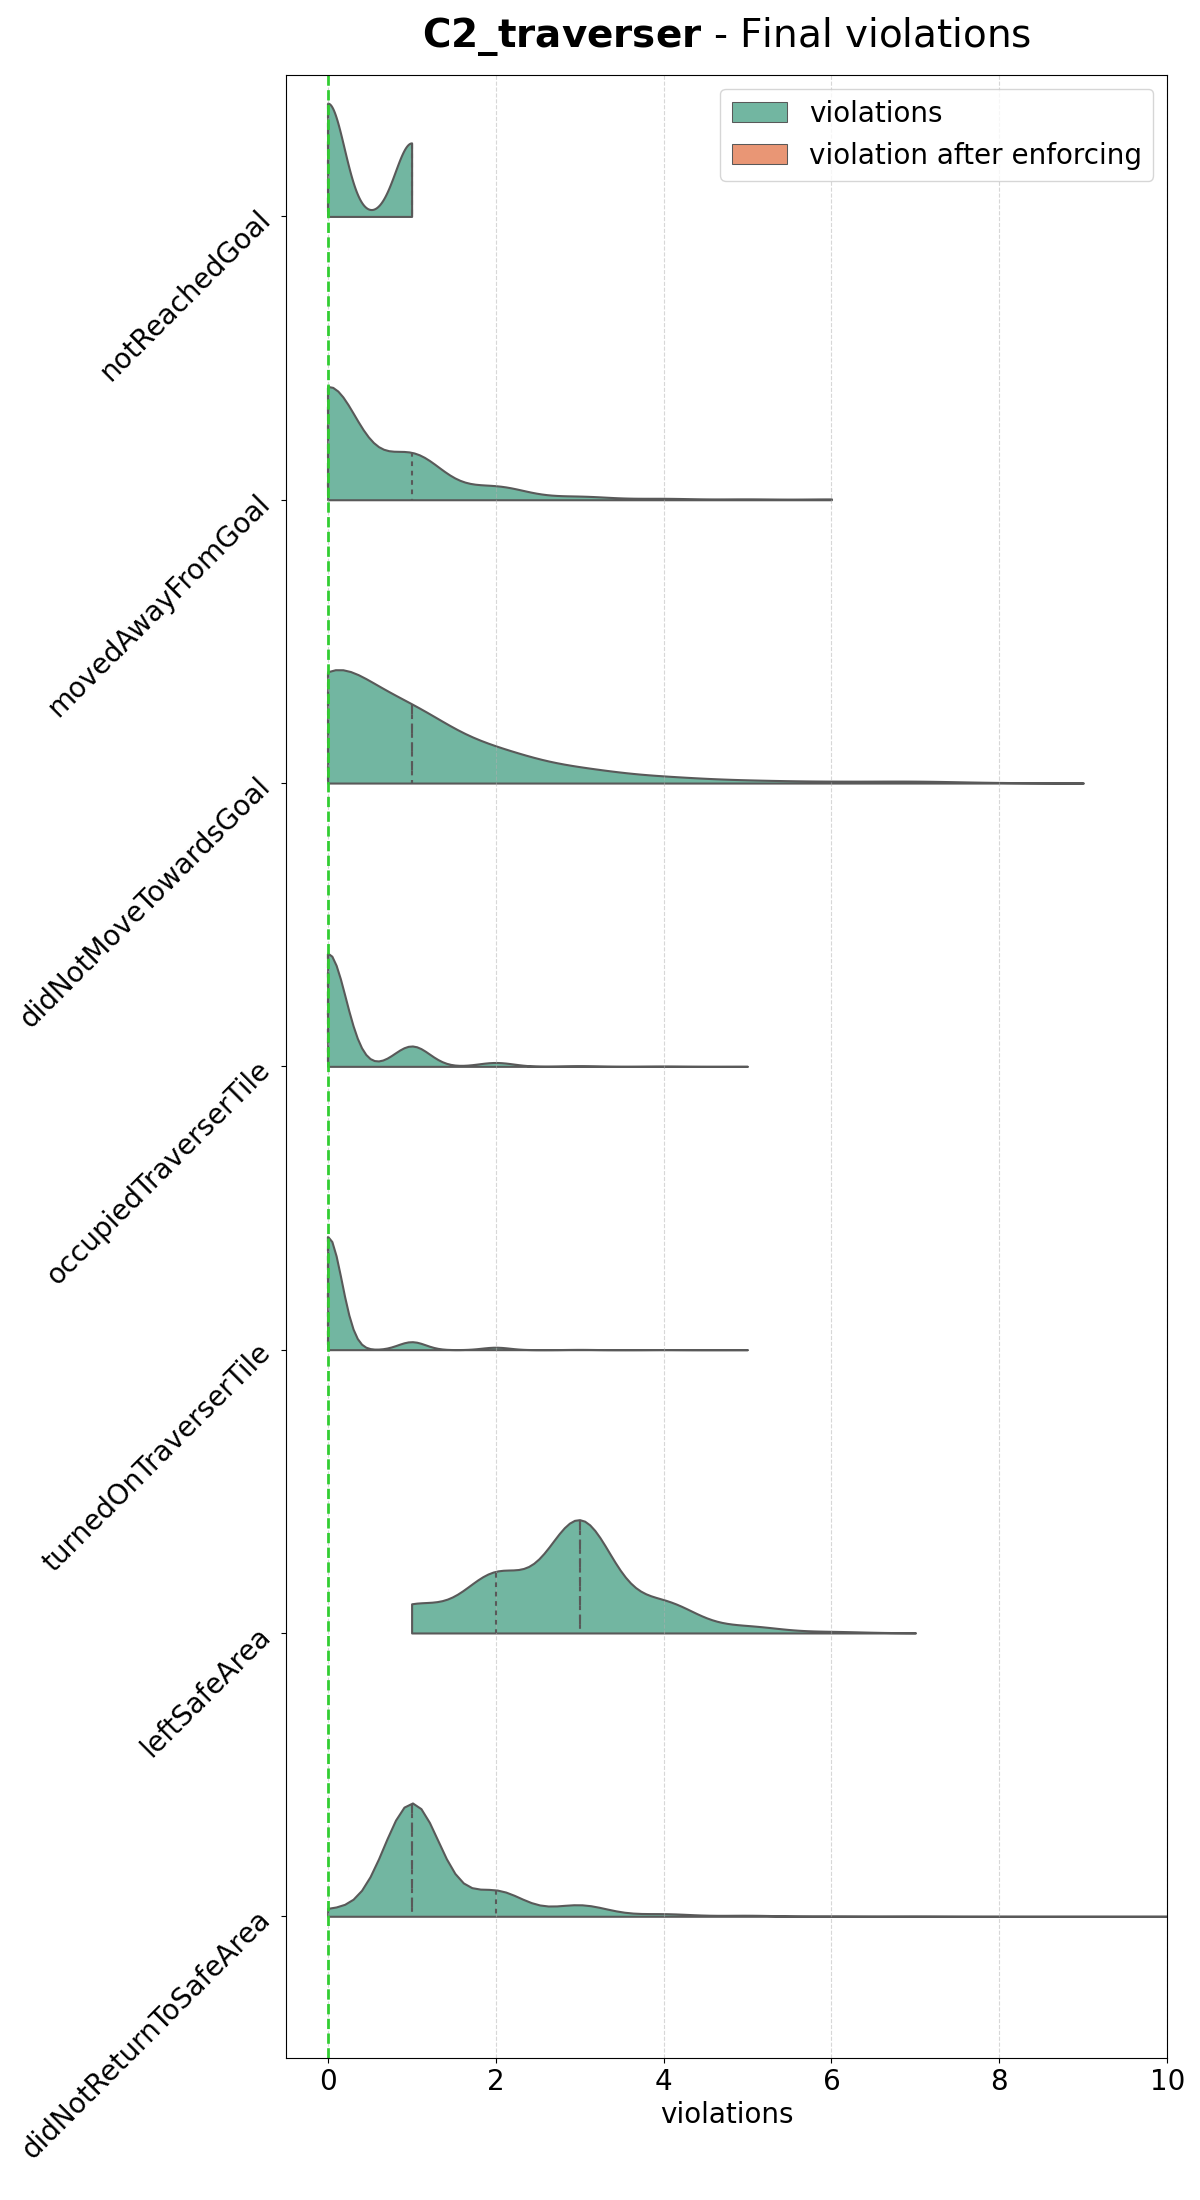 C2_traverser - Final violations
violations
violation after enforcing
notReachedGoal
movedAwayFromGoal
didNotMoveTowardsGoal
occupiedTraverserTile
turnedOnTraverserTile
leftSafeArea
didNotReturnToSafeArea
0 2 4 6 8 10
violations